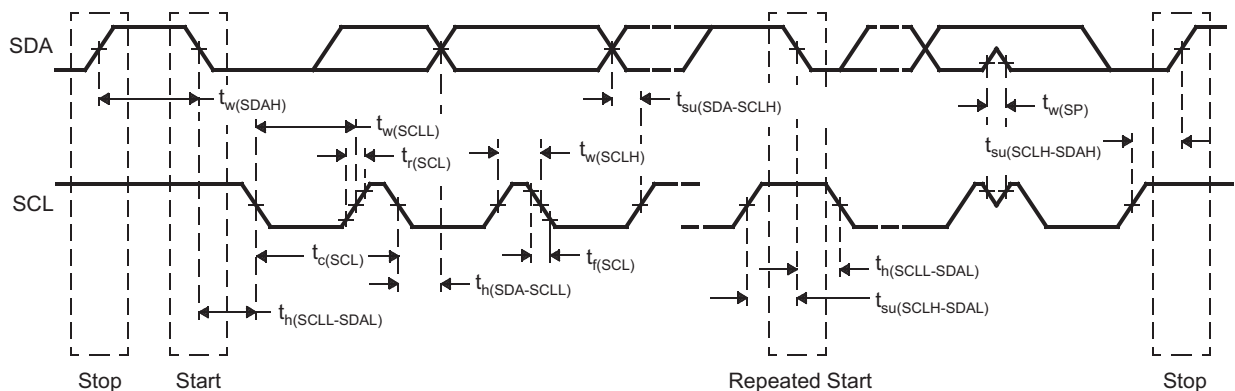 SDA
t_w(SDAH)
t_w(SCLL)
t_r(SCL)
t_w(SCLH)
t_su(SDA-SCLH)
t_w(SP)
t_su(SCLH-SDAH)
SCL
t_c(SCL)
t_h(SDA-SCLL)
t_f(SCL)
t_h(SCLL-SDAL)
t_su(SCLH-SDAL)
t_h(SCLL-SDAL)
Stop
Start
Repeated Start
Stop